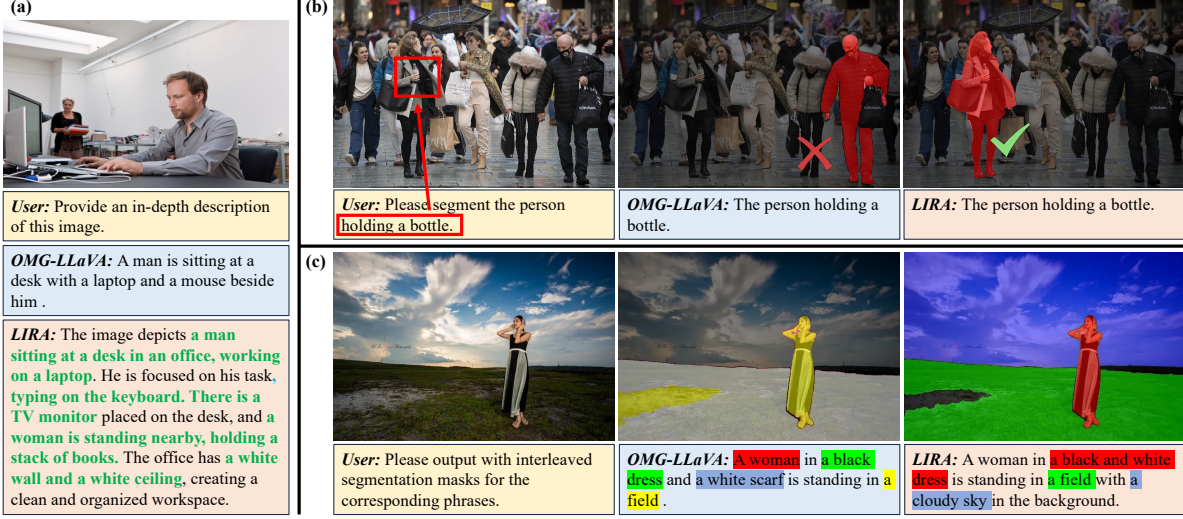 (a)
User: Provide an in-depth description
of this image.
OMG-LLaVA: A man is sitting at a
desk with a laptop and a mouse beside
him .
LIRA: The image depicts a man
sitting at a desk in an office, working
on a laptop. He is focused on his task,
typing on the keyboard. There is a
TV monitor placed on the desk, and a
woman is standing nearby, holding a
stack of books. The office has a white
wall and a white ceiling, creating a
clean and organized workspace.
(b)
User: Please segment the person
holding a bottle.
OMG-LLaVA: The person holding a
bottle.
LIRA: The person holding a bottle.
(c)
User: Please output with interleaved
segmentation masks for the
corresponding phrases.
OMG-LLaVA: A woman in a black
dress and a white scarf is standing in a
field .
LIRA: A woman in a black and white
dress is standing in a field with a
cloudy sky in the background.